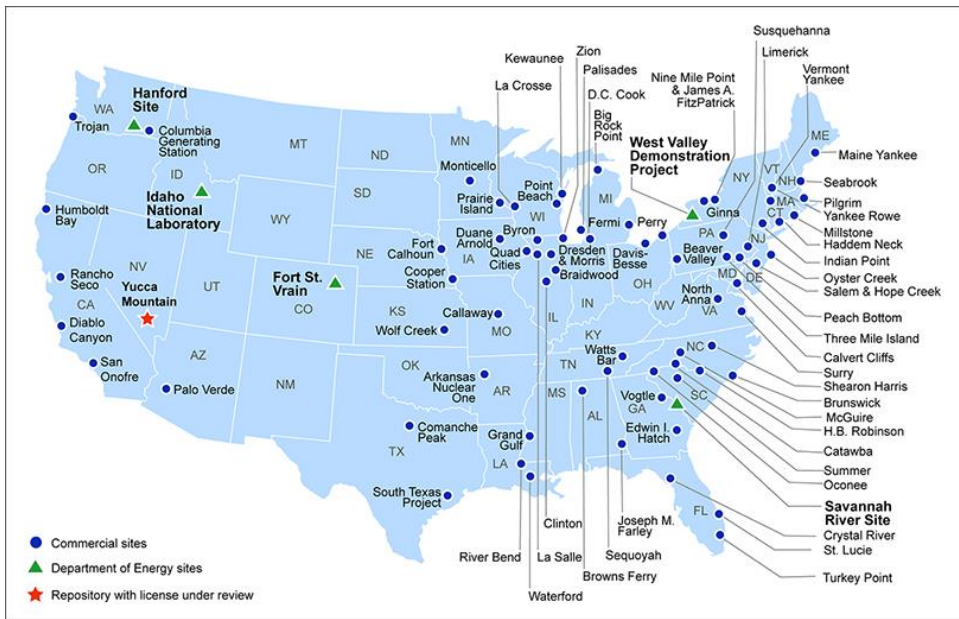 Susquehanna
Limerick
Vermont
Yankee
Zion
Kewaunee
Palisades
D.C. Cook
La Crosse
Big
Rock
Point
Nine Mile Point
& James A.
FitzPatrick
West Valley
Demonstration
Project
Hanford
Site
WA
Trojan
Columbia
Generating
Station
OR
ID
Idaho
National
Laboratory
MT
ND
SD
WY
MN
Monticello
Prairie
Island
Point
Beach
WI
MI
NY
VT
NH
ME
MA
CT
Maine Yankee
Seabrook
Pilgrim
Yankee Rowe
Millstone
Haddem Neck
Indian Point
Oyster Creek
Salem & Hope Creek
Peach Bottom
Three Mile Island
Calvert Cliffs
Surry
Shearon Harris
Brunswick
McGuire
H.B. Robinson
Catawba
Summer
Oconee
Savannah
River Site
Crystal River
St. Lucie
Turkey Point
Humboldt
Bay
Rancho
Seco
CA
Diablo
Canyon
San
Onofre
NV
Yucca
Mountain
UT
AZ
Palo Verde
Fort St.
Vrain
CO
NM
NE
Fort
Calhoun
Cooper
Station
KS
Wolf Creek
Duane
Arnold
IA
Byron
Quad
Cities
Dresden
& Morris
Braidwood
Fermi
Perry
Davis-
Besse
Ginna
PA
NJ
Beaver
Valley
MD
DE
OH
IN
IL
WV
VA
North
Anna
KY
Callaway
MO
OK
Arkansas
Nuclear
One
AR
TN
Watts
Bar
NC
SC
MS
AL
GA
Vogtle
Edwin I.
Hatch
Comanche
Peak
TX
South Texas
Project
Grand
Gulf
LA
FL
River Bend
Waterford
La Salle
Clinton
Browns Ferry
Sequoyah
Joseph M.
Farley
Commercial sites
Department of Energy sites
Repository with license under review